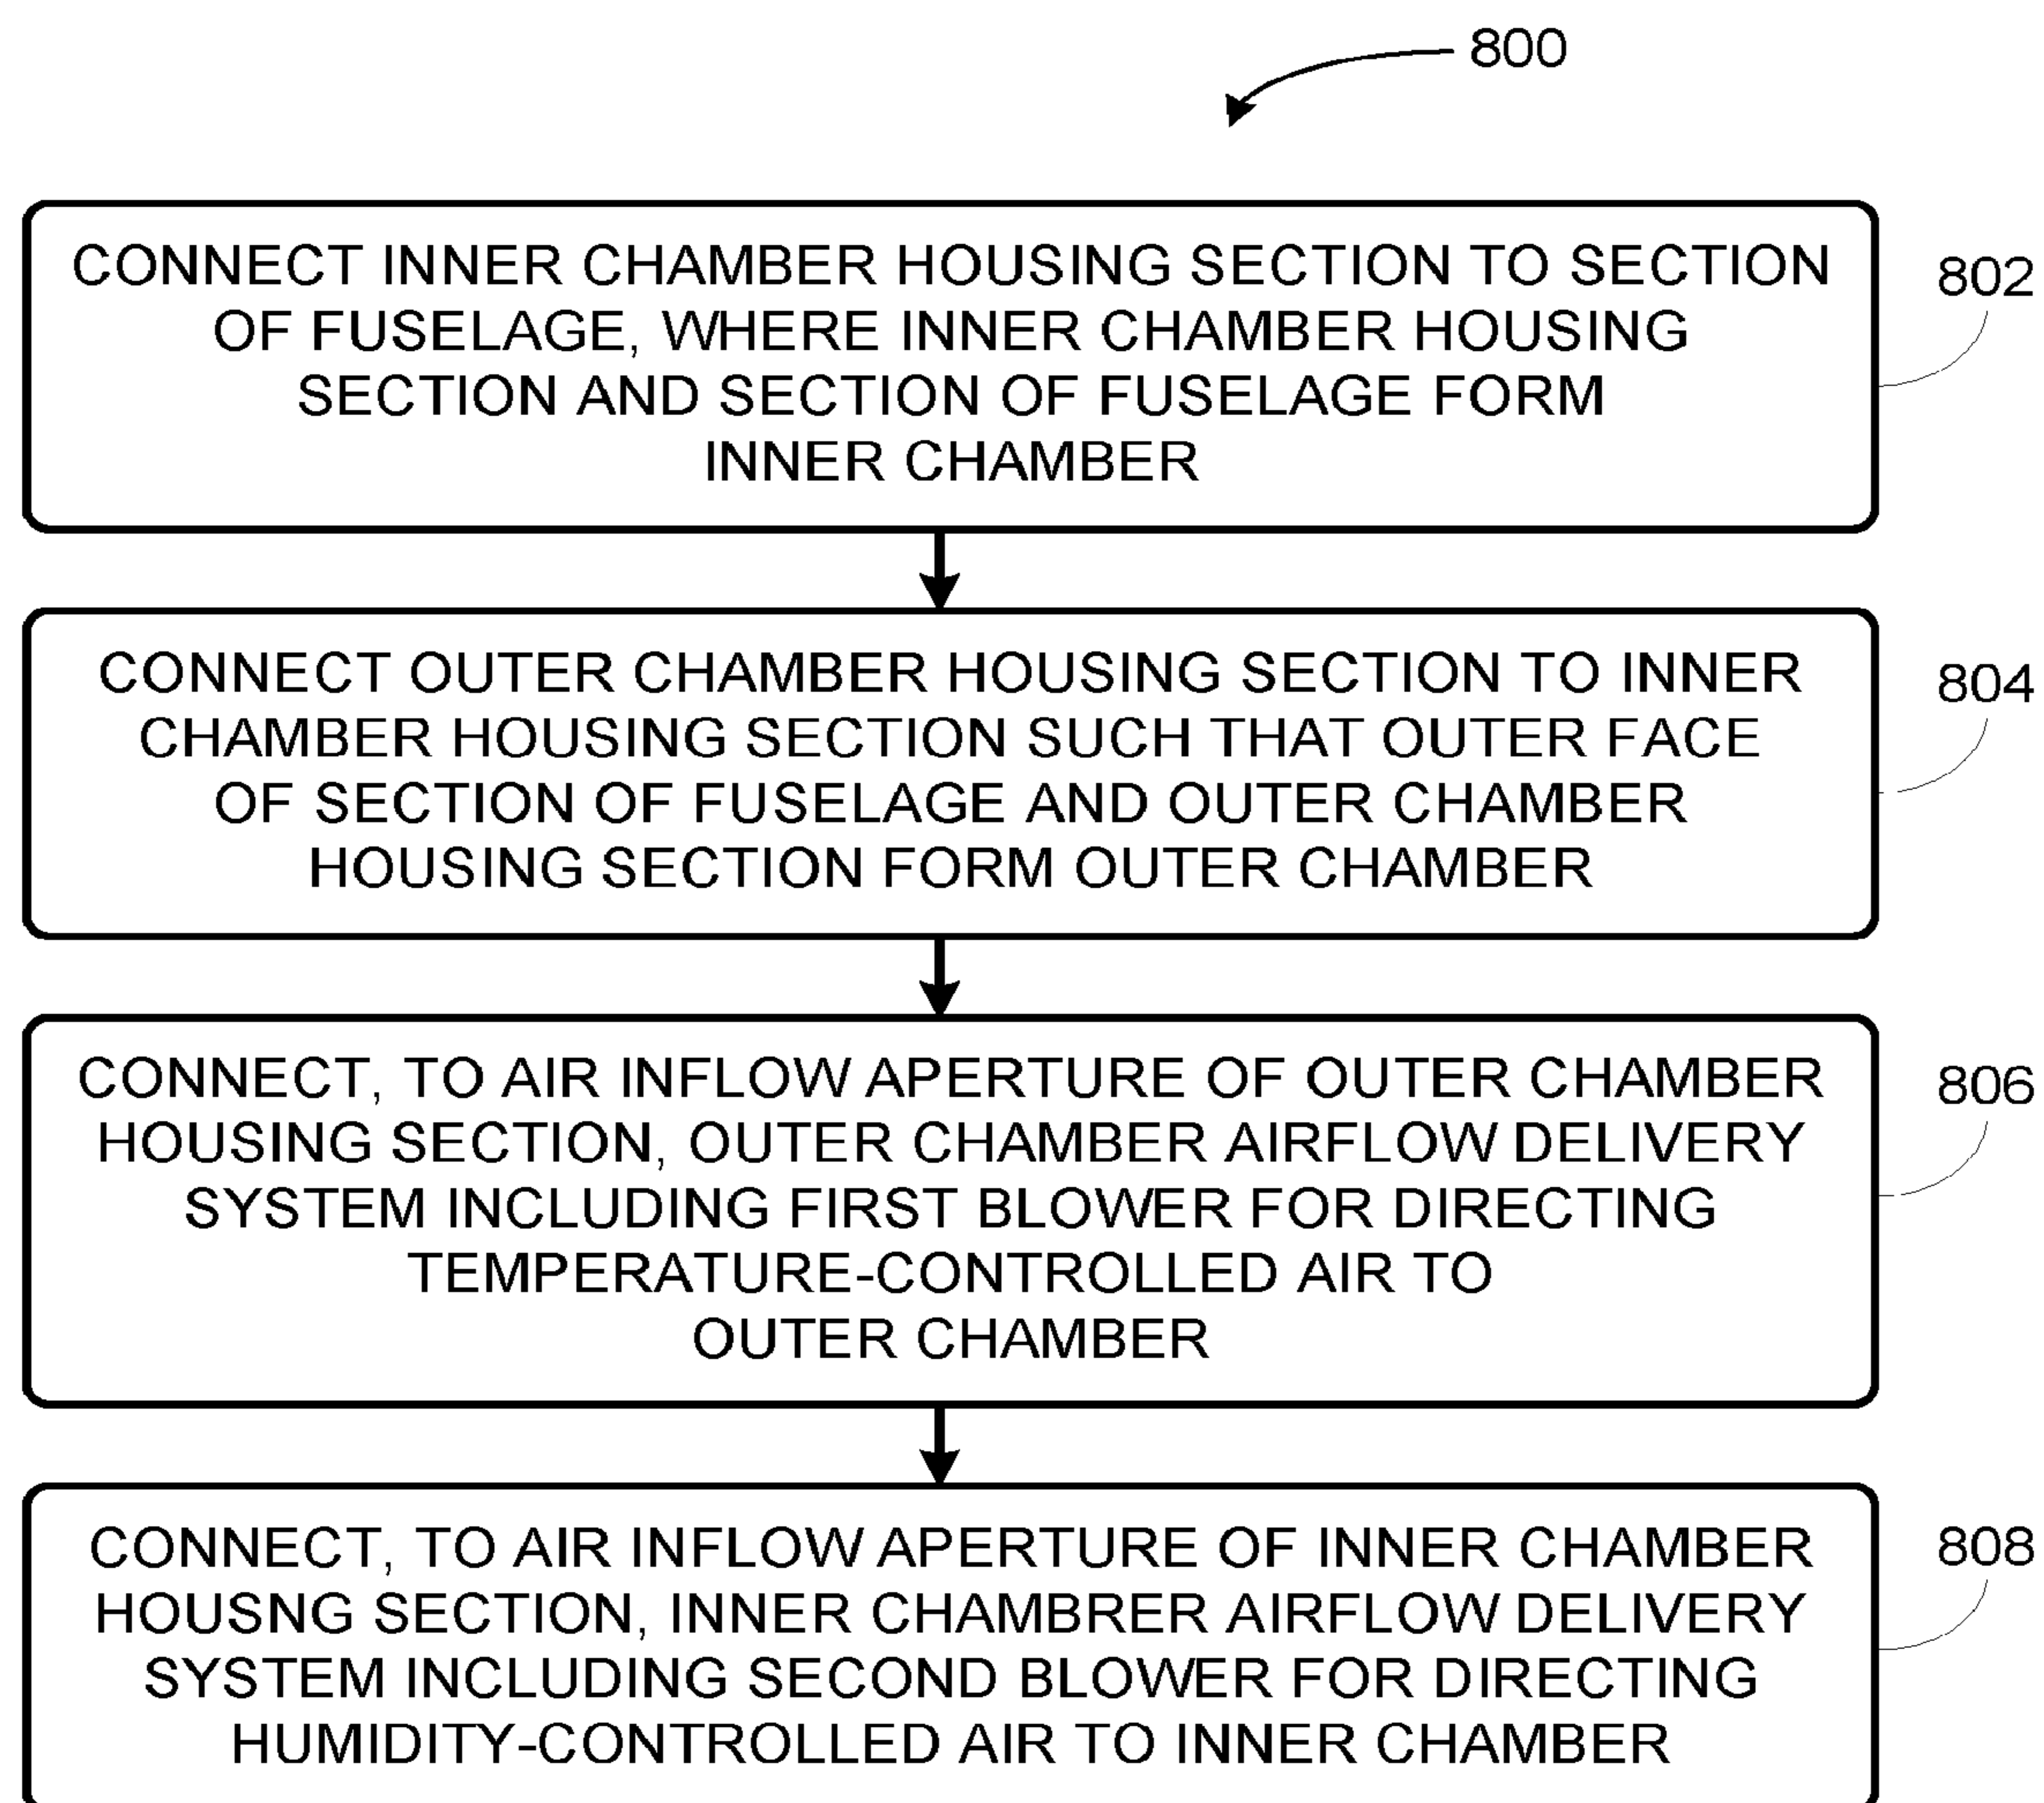 800
CONNECT INNER CHAMBER HOUSING SECTION TO SECTION
OF FUSELAGE, WHERE INNER CHAMBER HOUSING
SECTION AND SECTION OF FUSELAGE FORM
INNER CHAMBER
802
CONNECT OUTER CHAMBER HOUSING SECTION TO INNER
CHAMBER HOUSING SECTION SUCH THAT OUTER FACE
OF SECTION OF FUSELAGE AND OUTER CHAMBER
HOUSING SECTION FORM OUTER CHAMBER
804
CONNECT, TO AIR INFLOW APERTURE OF OUTER CHAMBER
HOUSING SECTION, OUTER CHAMBER AIRFLOW DELIVERY
SYSTEM INCLUDING FIRST BLOWER FOR DIRECTING
TEMPERATURE-CONTROLLED AIR TO
OUTER CHAMBER
806
CONNECT, TO AIR INFLOW APERTURE OF INNER CHAMBER
HOUSNG SECTION, INNER CHAMBRER AIRFLOW DELIVERY
SYSTEM INCLUDING SECOND BLOWER FOR DIRECTING
HUMIDITY-CONTROLLED AIR TO INNER CHAMBER
808